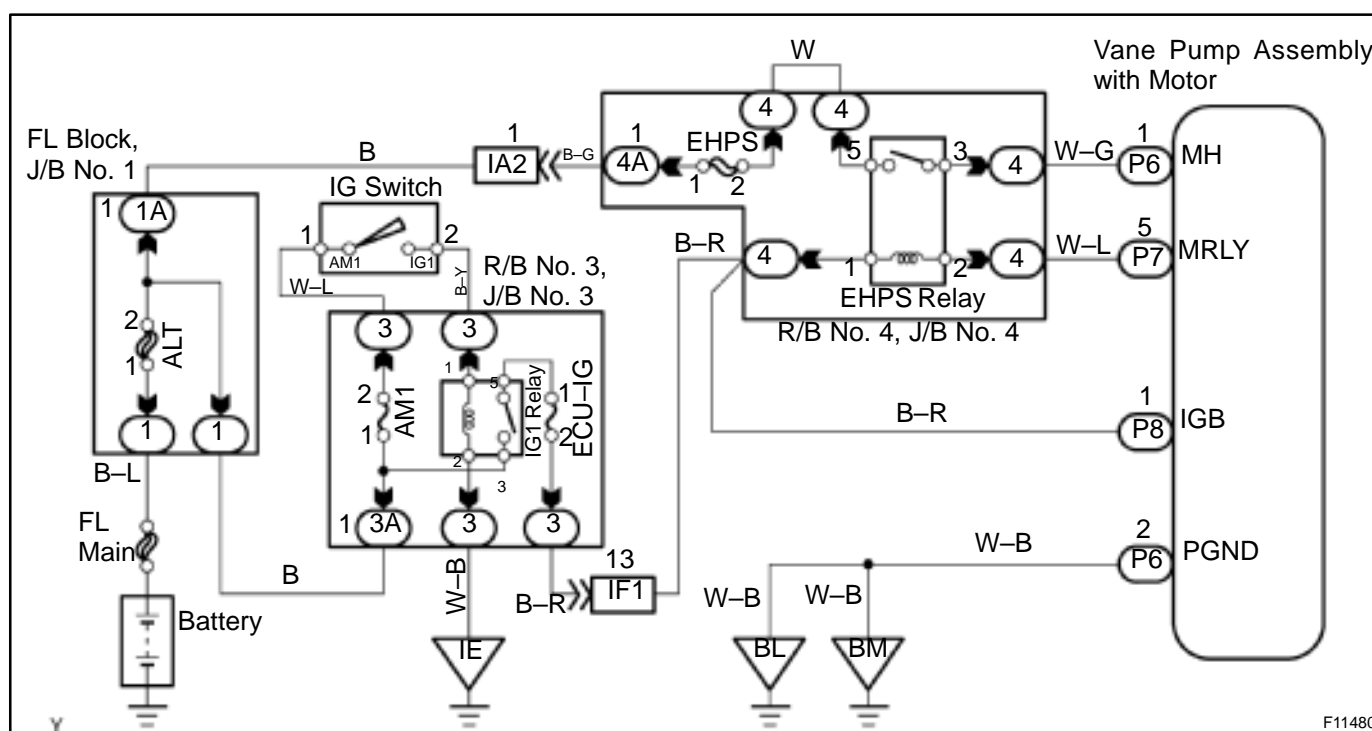 W
Vane Pump Assembly
with Motor
4 4
FL Block,
J/B No. 1
B
1
IA2
B–G
1
4A
EHPS
1 2
5 3
4
W–G
1
P6
MH
1
1A
IG Switch
1 2
AM1 IG1
W–L
B–Y
R/B No. 3,
J/B No. 3
B–R
4
1 2
4
W–L
5
P7
MRLY
EHPS Relay
R/B No. 4, J/B No. 4
2
1
ALT
3 3
1 5
2
1
AM1
IG1 Relay
1
2
ECU–IG
2
3
1 1
B–R
1
P8
IGB
B–L
1
3A
3
3
FL
Main
B
W–B
B–R
13
IF1
W–B
2
P6
PGND
W–B
W–B
Battery
IE
BL
BM
Y
F11480